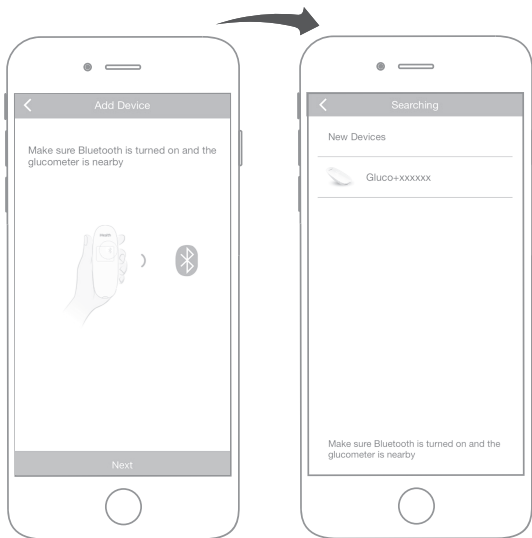 Add Device
Make sure Bluetooth is turned on and the
glucometer is nearby
Next
Searching
New Devices
Gluco+xxxxxx
Make sure Bluetooth is turned on and the
glucometer is nearby